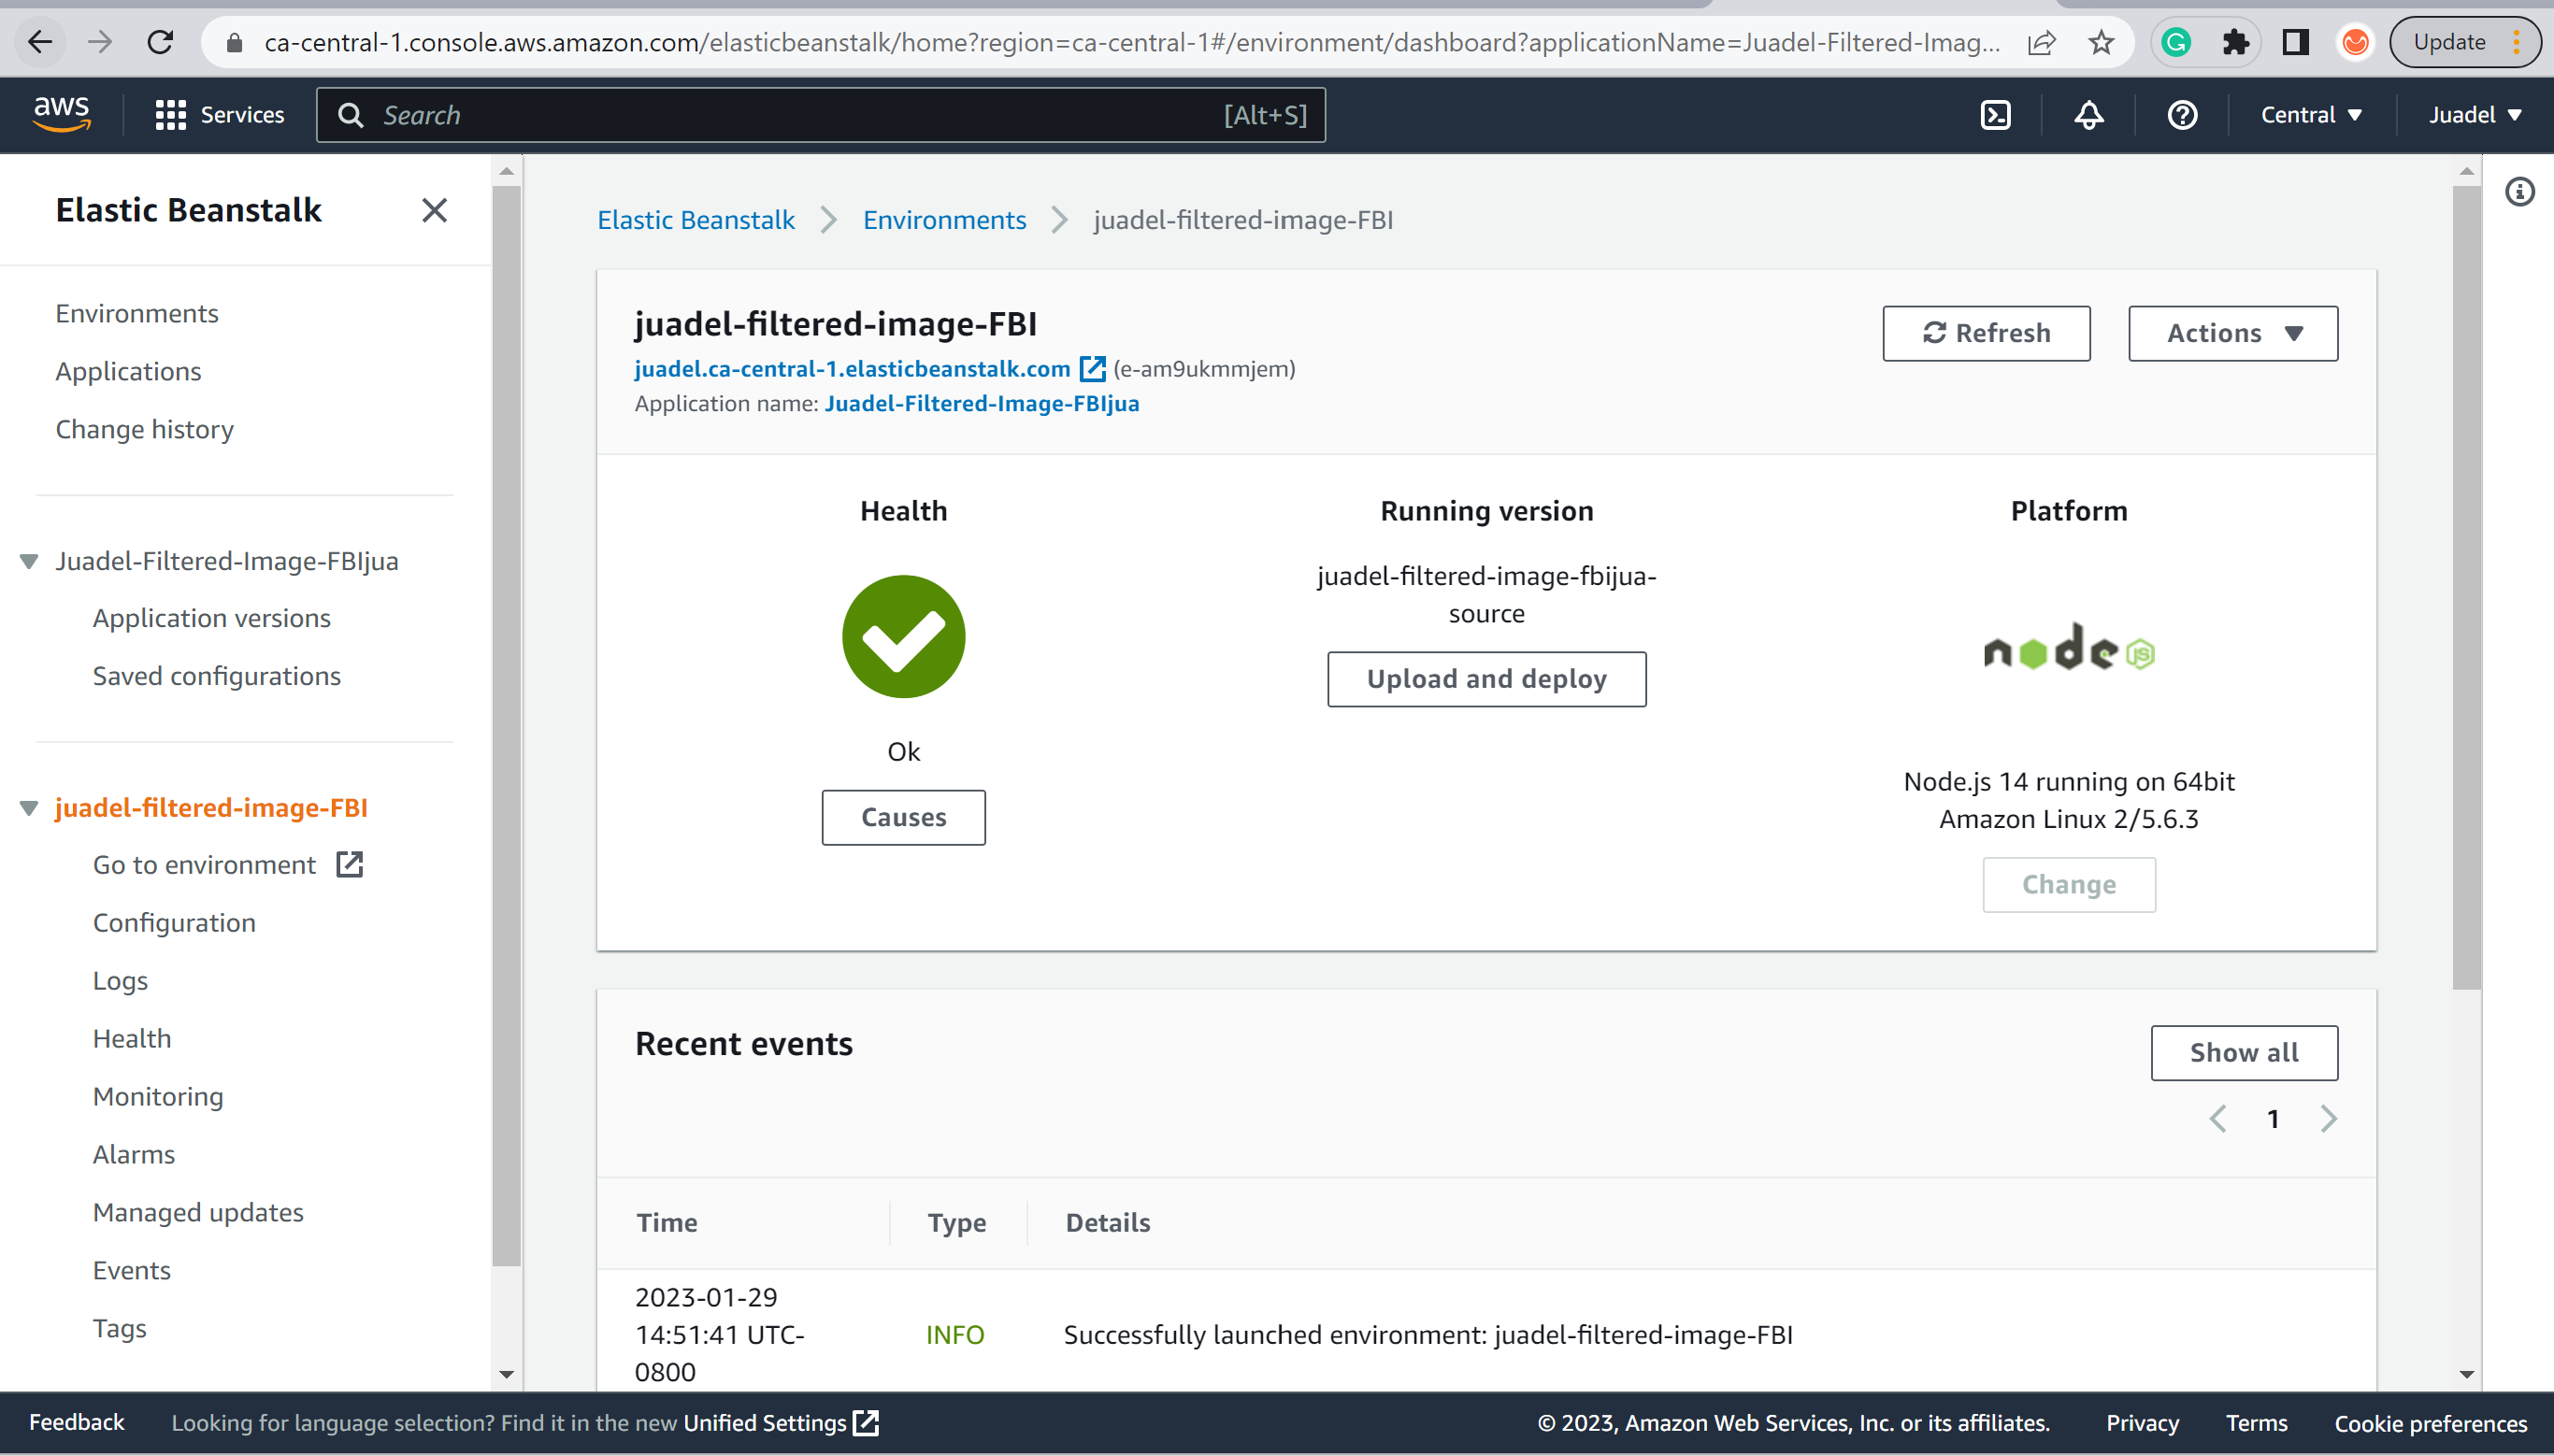 ca-central-1.console.aws.amazon.com/elasticbeanstalk/home?region=ca-central-1#/environment/dashboard?applicationName=Juadel-Filtered-Imag...
Update
aws
Services
Search
[Alt+S]
Central
Juadel
Elastic Beanstalk
Environments
Applications
Change history
Juadel-Filtered-Image-FBIjua
Application versions
Saved configurations
juadel-filtered-image-FBI
Go to environment
Configuration
Logs
Health
Monitoring
Alarms
Managed updates
Events
Tags
Elastic Beanstalk
Environments
juadel-filtered-image-FBI
juadel-filtered-image-FBI
juadel.ca-central-1.elasticbeanstalk.com (e-am9ukmmjem)
Application name: Juadel-Filtered-Image-FBIjua
Refresh
Actions
Health
Ok
Causes
Running version
juadel-filtered-image-fbijua-
source
Upload and deploy
Platform
node JS
Node.js 14 running on 64bit
Amazon Linux 2/5.6.3
Change
Recent events
Show all
1
Time
Type
Details
2023-01-29
14:51:41 UTC-
0800
INFO
Successfully launched environment: juadel-filtered-image-FBI
Feedback
Looking for language selection? Find it in the new Unified Settings
© 2023, Amazon Web Services, Inc. or its affiliates.
Privacy
Terms
Cookie preferences